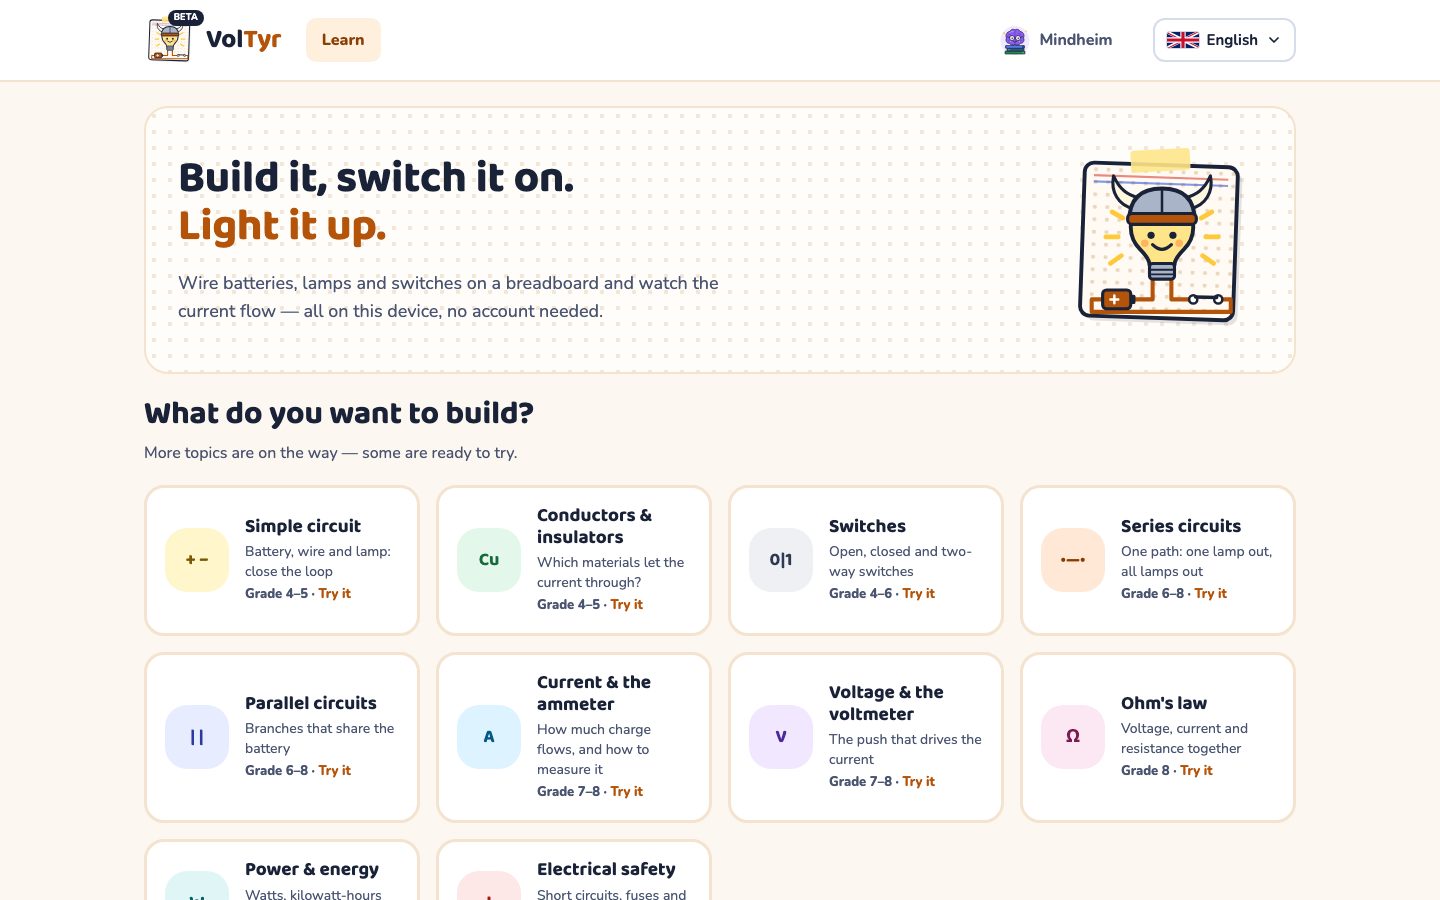 BETA
VolTyr
Learn
Mindheim
English
Build it, switch it on.
Light it up.
Wire batteries, lamps and switches on a breadboard and watch the
current flow — all on this device, no account needed.
What do you want to build?
More topics are on the way — some are ready to try.
+ −
Simple circuit
Battery, wire and lamp:
close the loop
Grade 4–5 · Try it
Cu
Conductors &
insulators
Which materials let the
current through?
Grade 4–5 · Try it
0|1
Switches
Open, closed and two-
way switches
Grade 4–6 · Try it
Series circuits
One path: one lamp out,
all lamps out
Grade 6–8 · Try it
Parallel circuits
Branches that share the
battery
Grade 6–8 · Try it
A
Current & the
ammeter
How much charge
flows, and how to
measure it
Grade 7–8 · Try it
V
Voltage & the
voltmeter
The push that drives the
current
Grade 7–8 · Try it
Ω
Ohm's law
Voltage, current and
resistance together
Grade 8 · Try it
Power & energy
Watts, kilowatt-hours
Electrical safety
Short circuits, fuses and